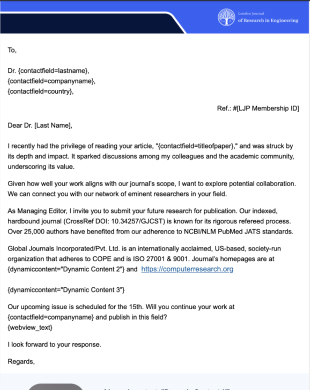 London Journal
of Research in Engineering
To,
Dr. {contactfield=lastname},
{contactfield=companyname},
{contactfield=country},
Ref.: #[LJP Membership ID]
Dear Dr. [Last Name],
I recently had the privilege of reading your article, "{contactfield=titleofpaper}," and was struck by
its depth and impact. It sparked discussions among my colleagues and the academic community,
underscoring its value.
Given how well your work aligns with our journal's scope, I want to explore potential collaboration.
We can connect you with our network of eminent researchers in your field.
As Managing Editor, I invite you to submit your future research for publication. Our indexed,
hardbound journal (CrossRef DOI: 10.34257/GJCST) is known for its rigorous refereed process.
Over 25,000 authors have benefited from our adherence to NCBI/NLM PubMed JATS standards.
Global Journals Incorporated/Pvt. Ltd. is an internationally acclaimed, US-based, society-run
organization that adheres to COPE and is ISO 27001 & 9001. Journal's homepages are at
{dynamiccontent="Dynamic Content 2"} and https://computerresearch.org
{dynamiccontent="Dynamic Content 3"}
Our upcoming issue is scheduled for the 15th. Will you continue your work at
{contactfield=companyname} and publish in this field?
{webview_text}
I look forward to your response.
Regards,